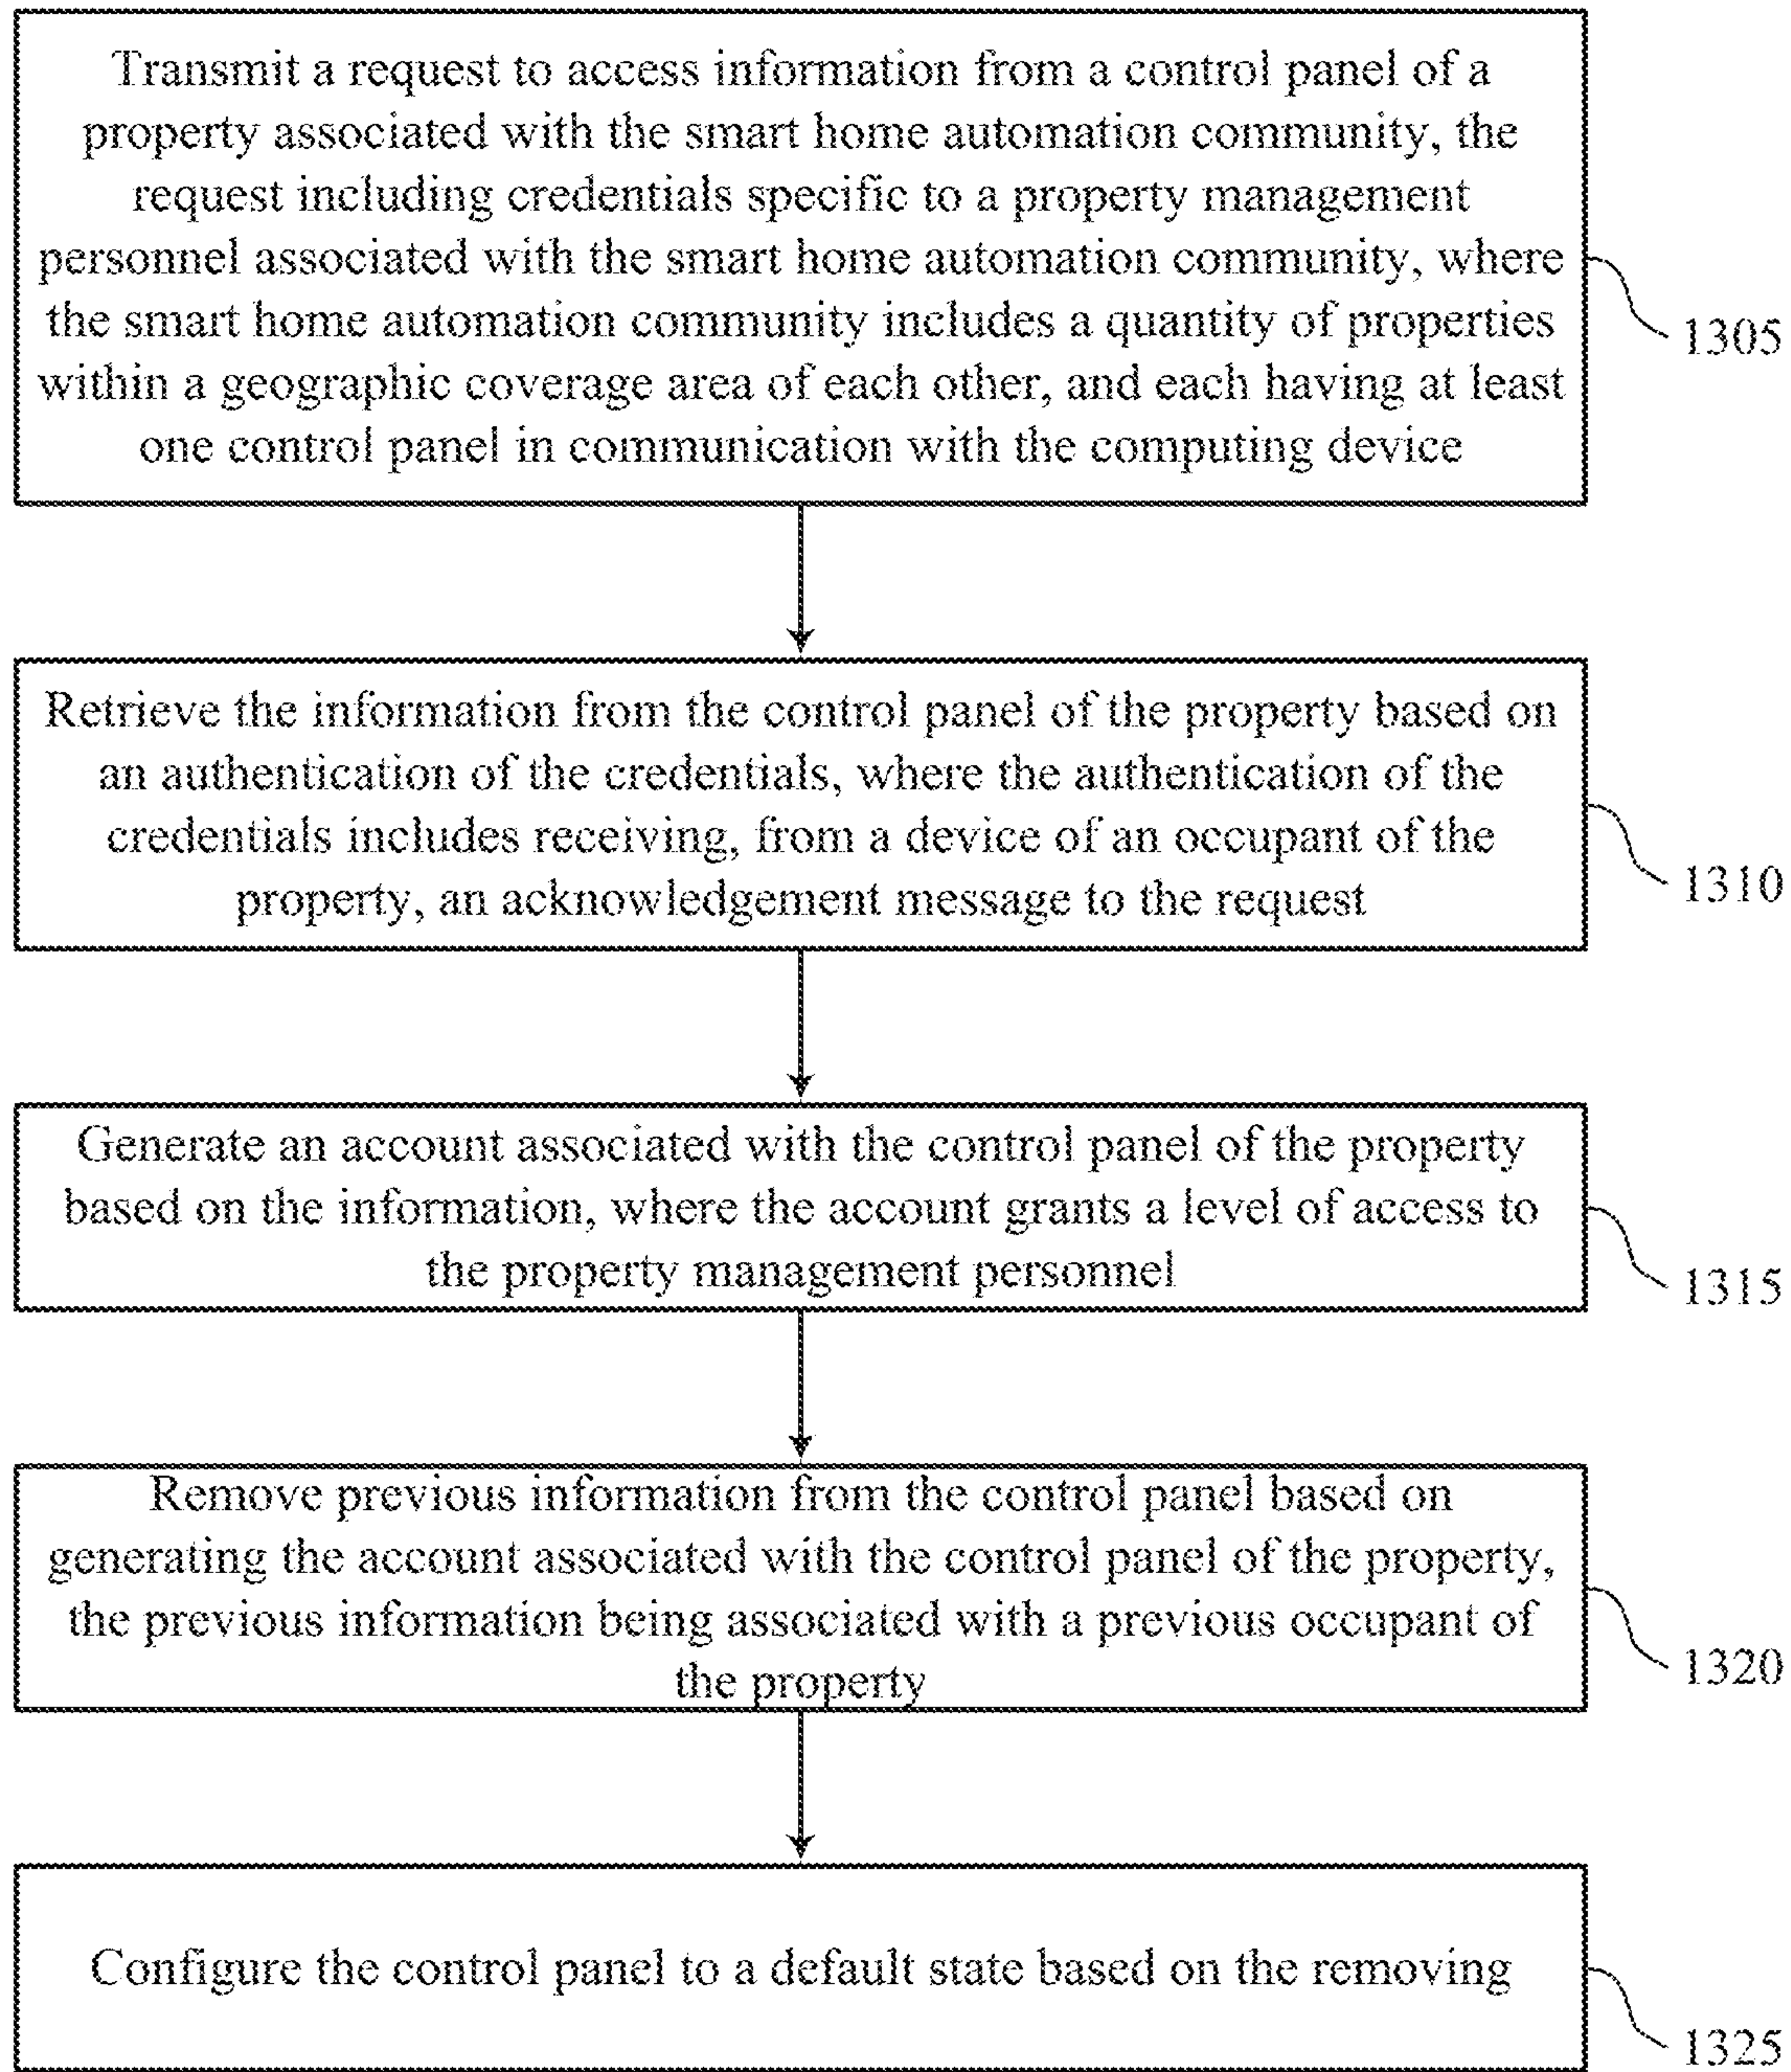 Transmit a request to access information from a control panel of a
property associated with the smart home automation community, the
request including credentials specific to a property management
personnel associated with the smart home automation community, where
the smart home automation community includes a quantity of properties
within a geographic coverage area of each other, and each having at least
one control panel in communication with the computing device
1305
Retrieve the information from the control panel of the property based on
an authentication of the credentials, where the authentication of the
credentials includes receiving, from a device of an occupant of the
property, an acknowledgement message to the request
1310
Generate an account associated with the control panel of the property
based on the information, where the account grants a level of access to
the property management personnel
1315
Remove previous information from the control panel based on
generating the account associated with the control panel of the property,
the previous information being associated with a previous occupant of
the property
1320
Configure the control panel to a default state based on the removing
1325